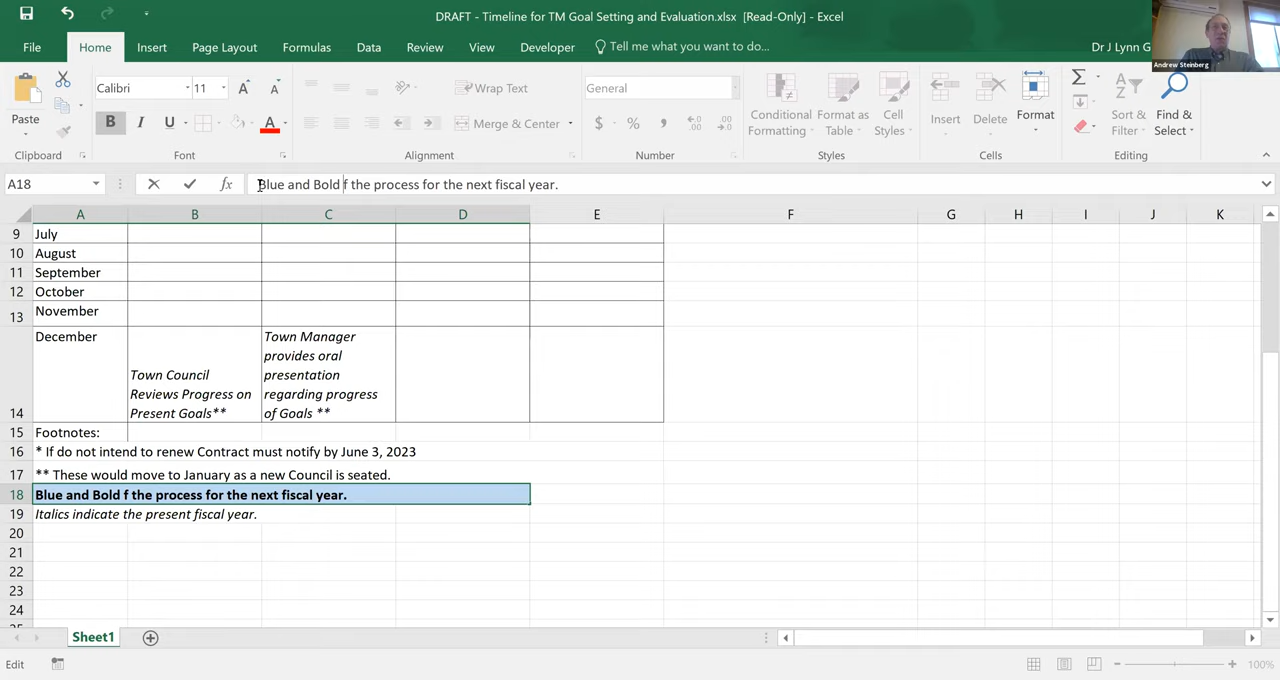 DRAFT - Timeline for TM Goal Setting and Evaluation.xlsx [Read-Only] - Excel
Andrew Steinberg
File Home Insert Page Layout Formulas Data Review View Developer Tell me what you want to do... Dr J Lynn G
Paste
Calibri 11
B I U A
Wrap Text
Merge & Center
General
$ % ,
Conditional Formatting
Format as Table
Cell Styles
Insert
Delete
Format
Sort & Filter
Find & Select
Clipboard Font Alignment Number Styles Cells Editing
A18 fx Blue and Bold f the process for the next fiscal year.
A B C D E F G H I J K
9 July
10 August
11 September
12 October
13 November
14 December
Town Council
Reviews Progress on
Present Goals**
Town Manager
provides oral
presentation
regarding progress
of Goals **
15 Footnotes:
16 * If do not intend to renew Contract must notify by June 3, 2023
17 ** These would move to January as a new Council is seated.
18 Blue and Bold f the process for the next fiscal year.
19 Italics indicate the present fiscal year.
20
21
22
23
24
Sheet1
Edit 100%